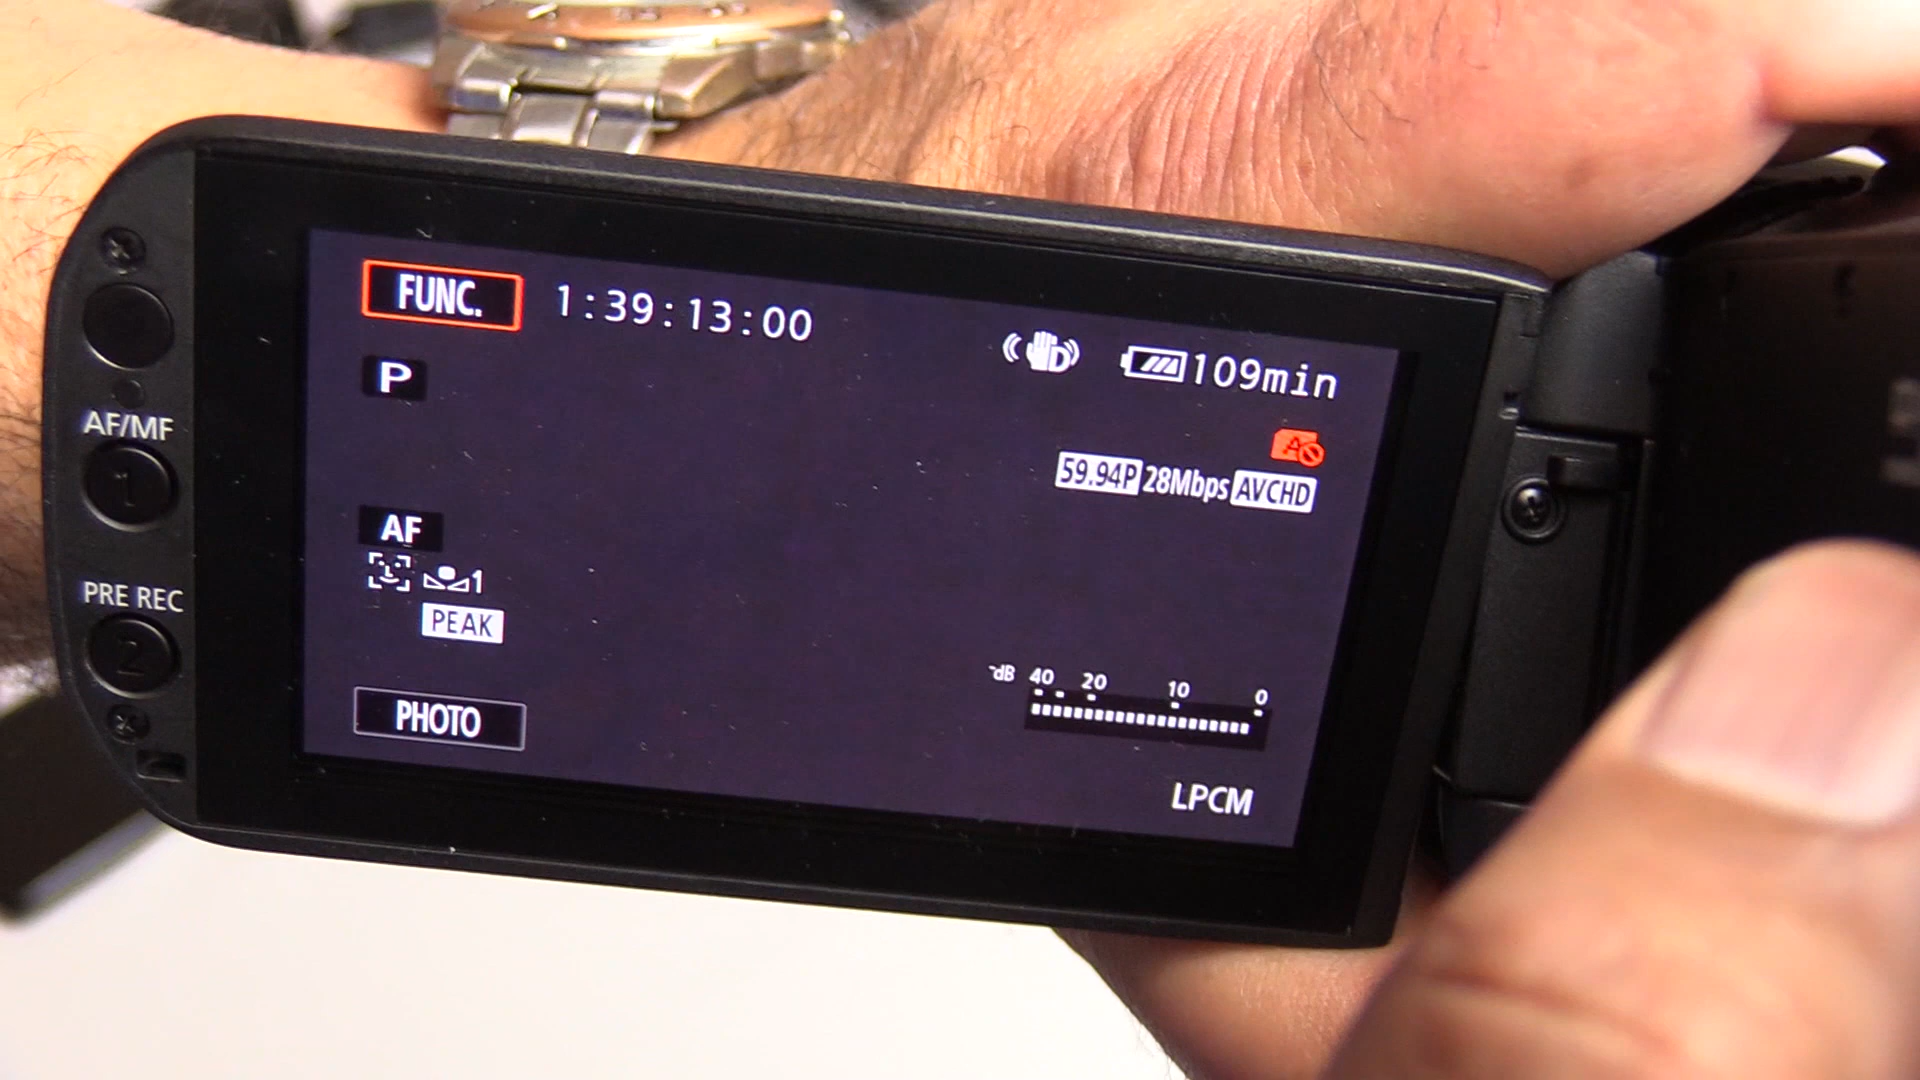 FUNC. 1:39:13:00
D 109min
P
A
59.94P 28Mbps AVCHD
AF/MF
1
AF
1
PEAK
PRE REC
2
-dB 40 20 10 0
PHOTO
LPCM